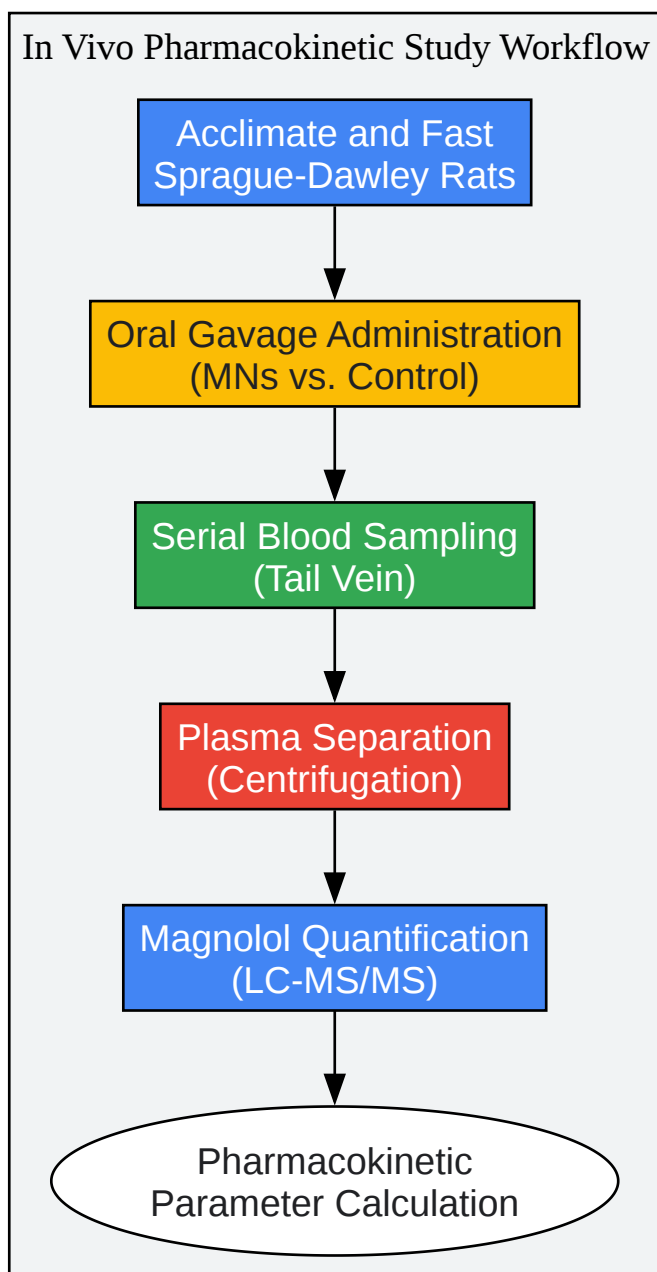 In Vivo Pharmacokinetic Study Workflow
Acclimate and Fast
Sprague-Dawley Rats
Oral Gavage Administration
(MNs vs. Control)
Serial Blood Sampling
(Tail Vein)
Plasma Separation
(Centrifugation)
Magnolol Quantification
(LC-MS/MS)
Pharmacokinetic
Parameter Calculation